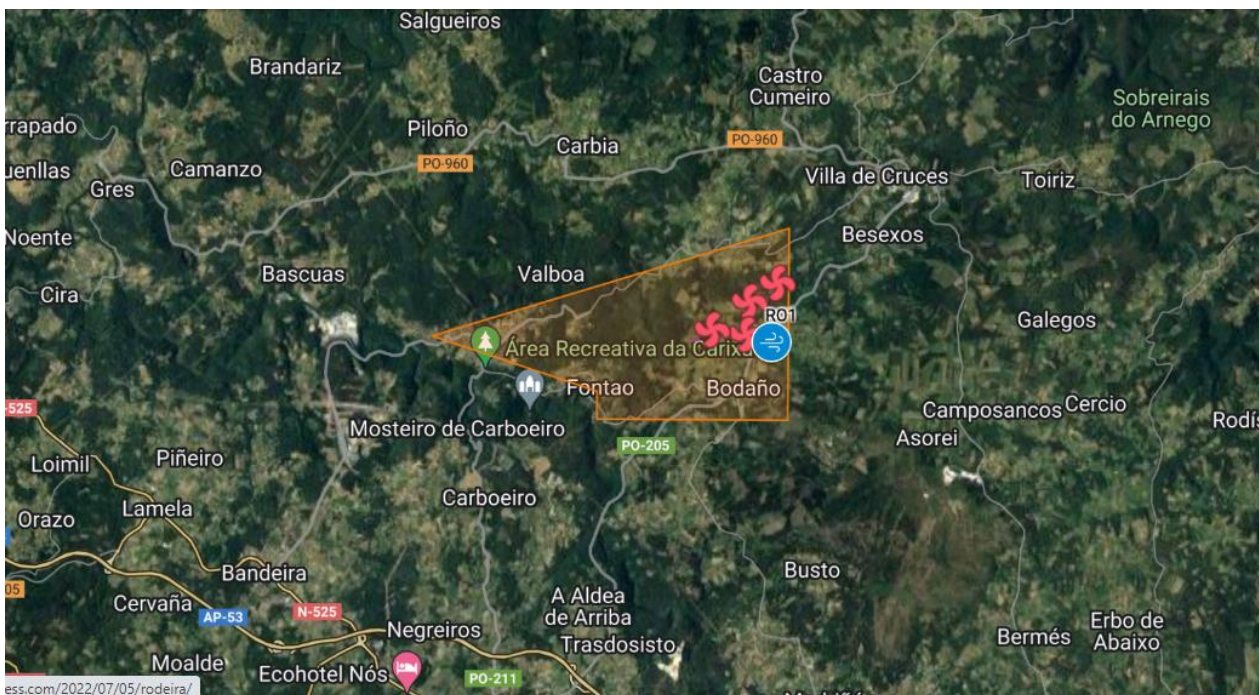 Salgueiros
Brandariz
Castro
Cumeiro
Sobreirais
do Arnego
rrapado
Piloño
Carbia
PO-960
PO-960
uenllas
Camanzo
Villa de Cruces
Toiriz
Gres
Noente
Besexos
Bascuas
Valboa
Cira
R01
Galegos
Área Recreativa da Carixa
Fontao
Bodaño
-525
Camposancos
Cercio
Rodís
Mosteiro de Carboeiro
PO-205
Asorei
Loimil
Piñeiro
Lamela
Carboeiro
Orazo
Bandeira
Busto
05
Cervaña
AP-53
N-525
A Aldea
de Arriba
Negreiros
Trasdosisto
Bermés
Erbo de
Abaixo
Moalde
Ecohotel Nós
PO-211
ess.com/2022/07/05/rodeira/